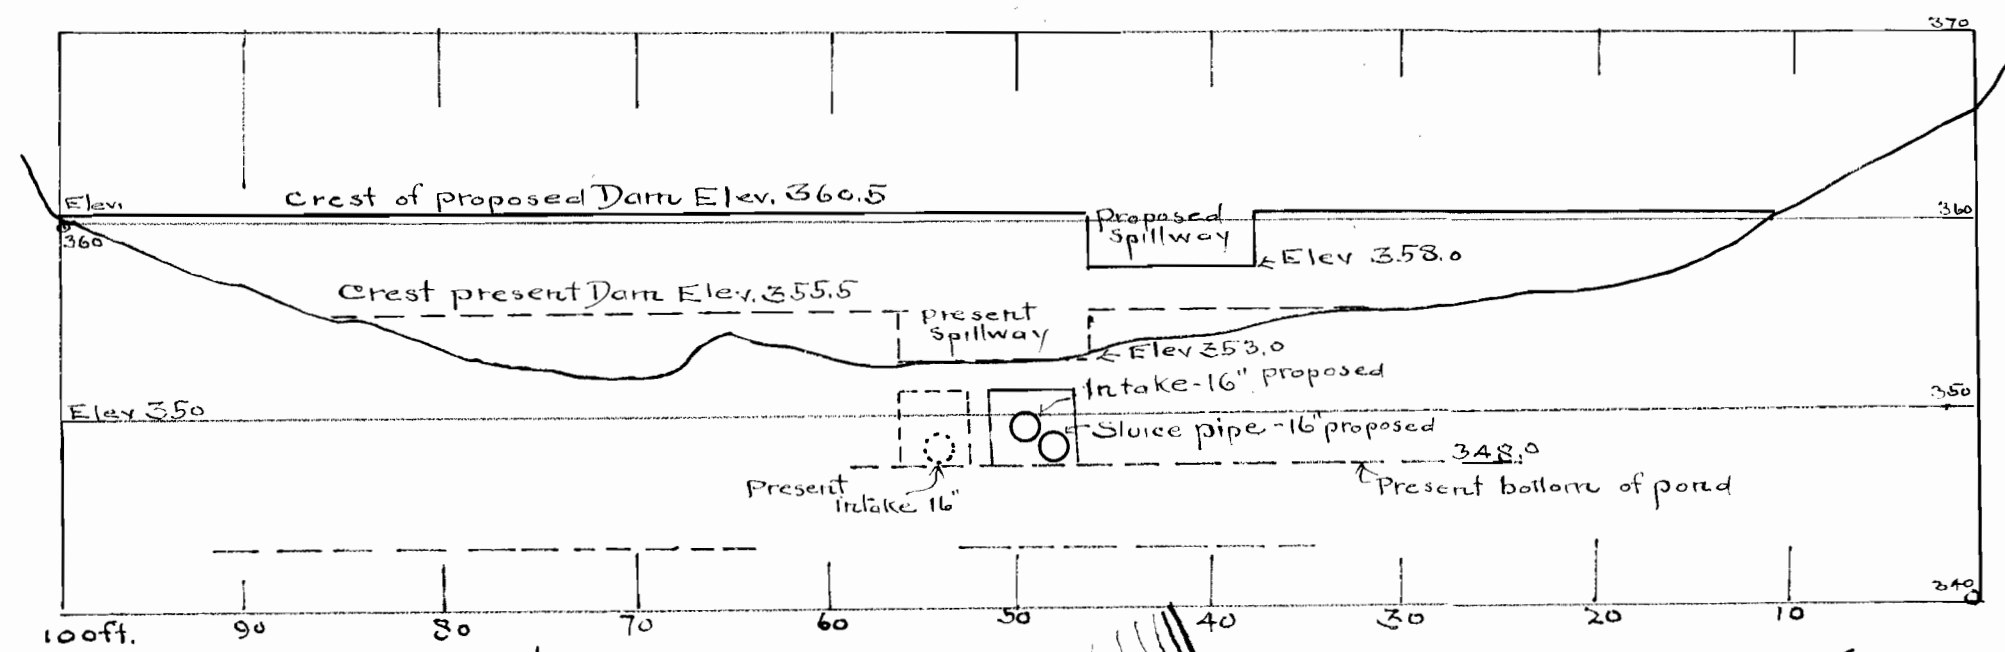 370
Elev.
Crest of proposed Dam Elev. 360.5
360
Proposed
Spillway
360
Elev 358.0
Crest present Dam Elev. 355.5
present
Spillway
Elev 353.0
Intake-16" proposed
Elev 350
350
Sluice pipe -16" proposed
348.0
Present
Intake 16"
Present bottom of pond
340
100ft.
90
80
70
60
50
40
30
20
10
0